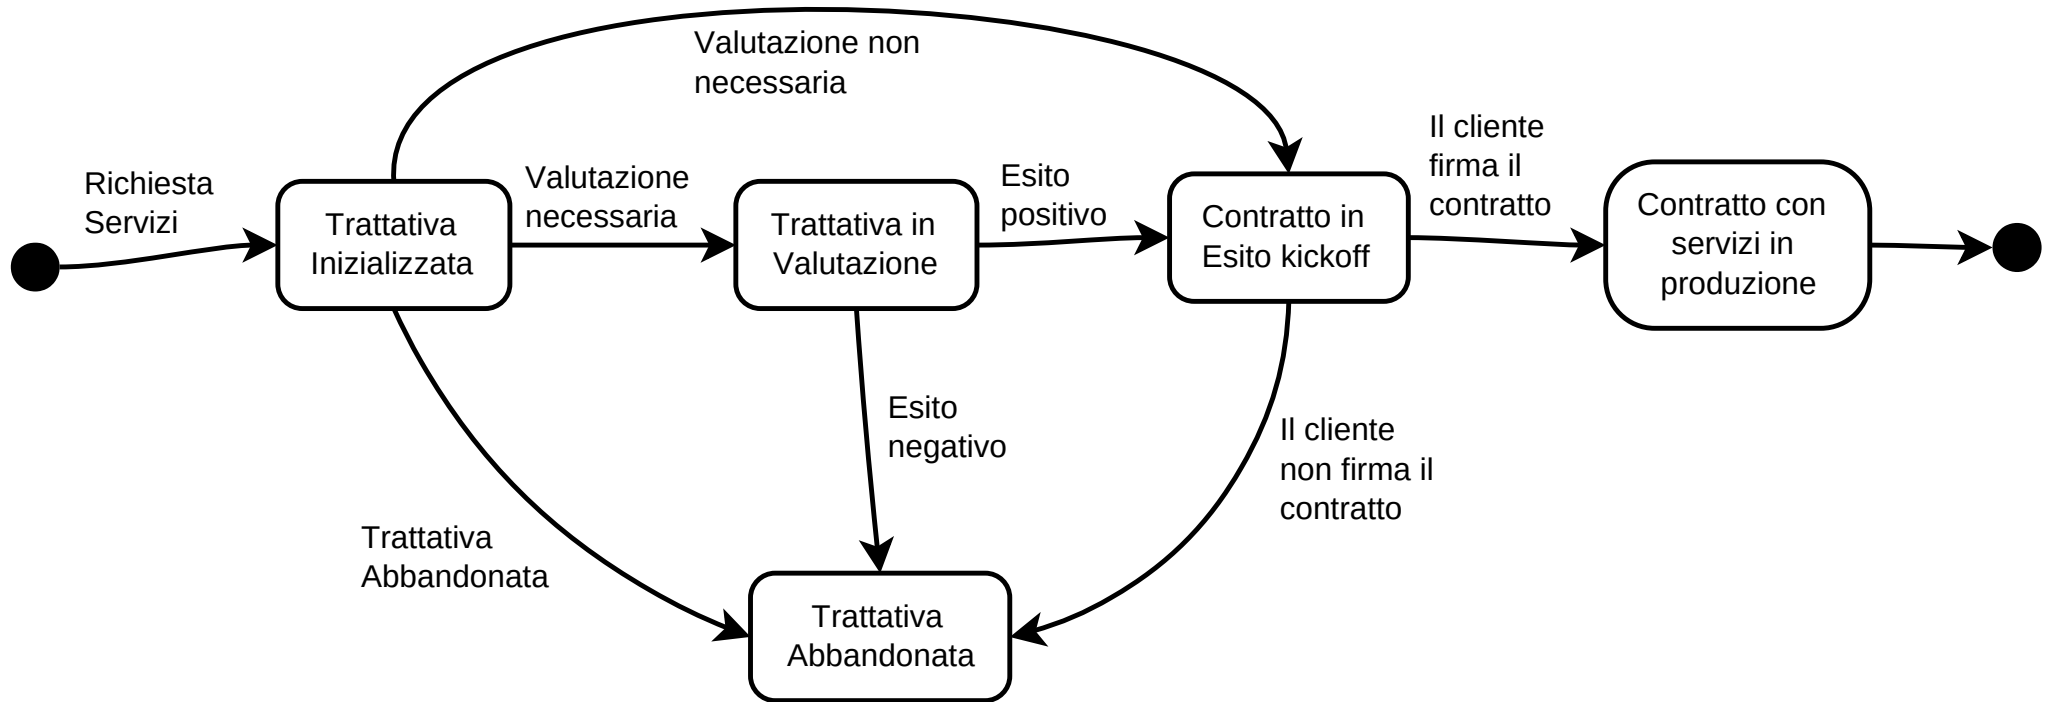 Valutazione non
necessaria
Richiesta
Servizi
Trattativa
Inizializzata
Valutazione
necessaria
Trattativa in
Valutazione
Esito
positivo
Contratto in
Esito kickoff
Il cliente
firma il
contratto
Contratto con
servizi in
produzione
Esito
negativo
Il cliente
non firma il
contratto
Trattativa
Abbandonata
Trattativa
Abbandonata